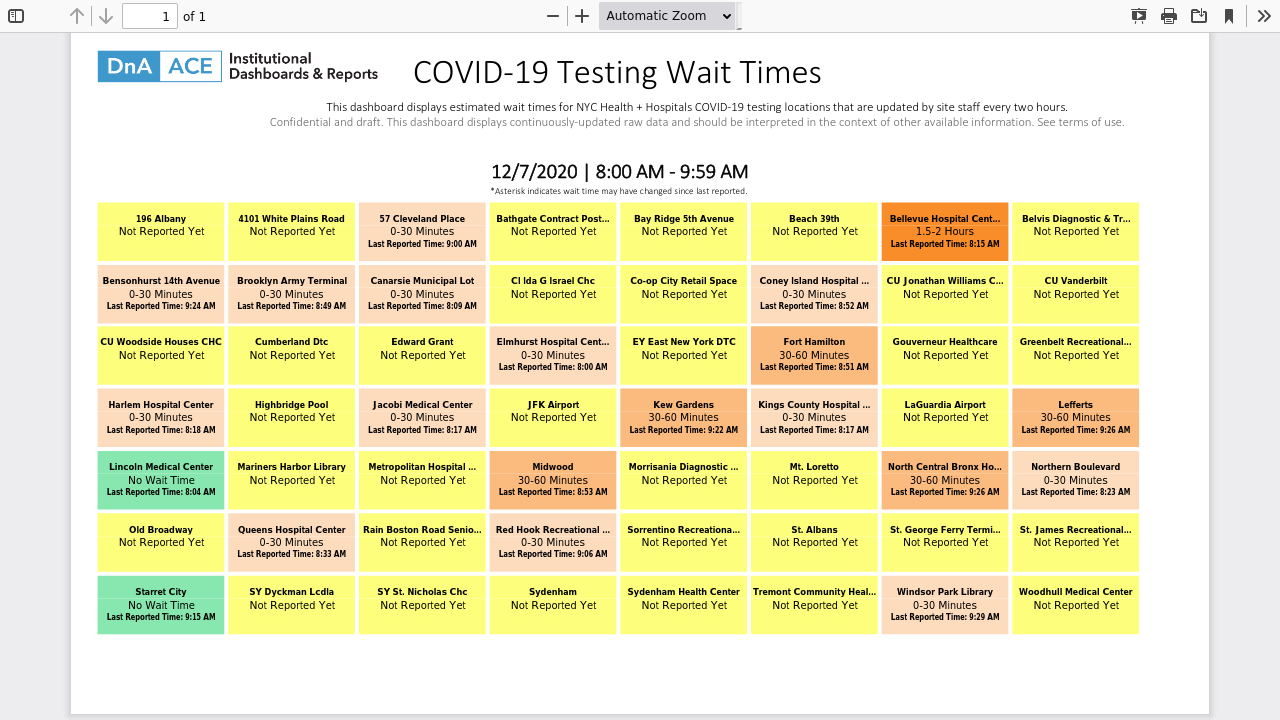 1 of 1 Automatic Zoom
DnA ACE Institutional
Dashboards & Reports
COVID-19 Testing Wait Times
This dashboard displays estimated wait times for NYC Health + Hospitals COVID-19 testing locations that are updated by site staff every two hours.
Confidential and draft. This dashboard displays continuously-updated raw data and should be interpreted in the context of other available information. See terms of use.
12/7/2020 | 8:00 AM - 9:59 AM
*Asterisk indicates wait time may have changed since last reported.
196 Albany
Not Reported Yet
4101 White Plains Road
Not Reported Yet
57 Cleveland Place
0-30 Minutes
Last Reported Time: 9:00 AM
Bathgate Contract Post...
Not Reported Yet
Bay Ridge 5th Avenue
Not Reported Yet
Beach 39th
Not Reported Yet
Bellevue Hospital Cent...
1.5-2 Hours
Last Reported Time: 8:15 AM
Belvis Diagnostic & Tr...
Not Reported Yet
Bensonhurst 14th Avenue
0-30 Minutes
Last Reported Time: 9:24 AM
Brooklyn Army Terminal
0-30 Minutes
Last Reported Time: 8:49 AM
Canarsie Municipal Lot
0-30 Minutes
Last Reported Time: 8:09 AM
Cl Ida G Israel Chc
Not Reported Yet
Co-op City Retail Space
Not Reported Yet
Coney Island Hospital ...
0-30 Minutes
Last Reported Time: 8:52 AM
CU Jonathan Williams C...
Not Reported Yet
CU Vanderbilt
Not Reported Yet
CU Woodside Houses CHC
Not Reported Yet
Cumberland Dtc
Not Reported Yet
Edward Grant
Not Reported Yet
Elmhurst Hospital Cent...
0-30 Minutes
Last Reported Time: 8:00 AM
EY East New York DTC
Not Reported Yet
Fort Hamilton
30-60 Minutes
Last Reported Time: 8:51 AM
Gouverneur Healthcare
Not Reported Yet
Greenbelt Recreational...
Not Reported Yet
Harlem Hospital Center
0-30 Minutes
Last Reported Time: 8:18 AM
Highbridge Pool
Not Reported Yet
Jacobi Medical Center
0-30 Minutes
Last Reported Time: 8:17 AM
JFK Airport
Not Reported Yet
Kew Gardens
30-60 Minutes
Last Reported Time: 9:22 AM
Kings County Hospital ...
0-30 Minutes
Last Reported Time: 8:17 AM
LaGuardia Airport
Not Reported Yet
Lefferts
30-60 Minutes
Last Reported Time: 9:26 AM
Lincoln Medical Center
No Wait Time
Last Reported Time: 8:04 AM
Mariners Harbor Library
Not Reported Yet
Metropolitan Hospital ...
Not Reported Yet
Midwood
30-60 Minutes
Last Reported Time: 8:53 AM
Morrisania Diagnostic ...
Not Reported Yet
Mt. Loretto
Not Reported Yet
North Central Bronx Ho...
30-60 Minutes
Last Reported Time: 9:26 AM
Northern Boulevard
0-30 Minutes
Last Reported Time: 8:23 AM
Old Broadway
Not Reported Yet
Queens Hospital Center
0-30 Minutes
Last Reported Time: 8:33 AM
Rain Boston Road Senio...
Not Reported Yet
Red Hook Recreational ...
0-30 Minutes
Last Reported Time: 9:06 AM
Sorrentino Recreationa...
Not Reported Yet
St. Albans
Not Reported Yet
St. George Ferry Termi...
Not Reported Yet
St. James Recreational...
Not Reported Yet
Starret City
No Wait Time
Last Reported Time: 9:15 AM
SY Dyckman Lcdla
Not Reported Yet
SY St. Nicholas Chc
Not Reported Yet
Sydenham
Not Reported Yet
Sydenham Health Center
Not Reported Yet
Tremont Community Heal...
Not Reported Yet
Windsor Park Library
0-30 Minutes
Last Reported Time: 9:29 AM
Woodhull Medical Center
Not Reported Yet